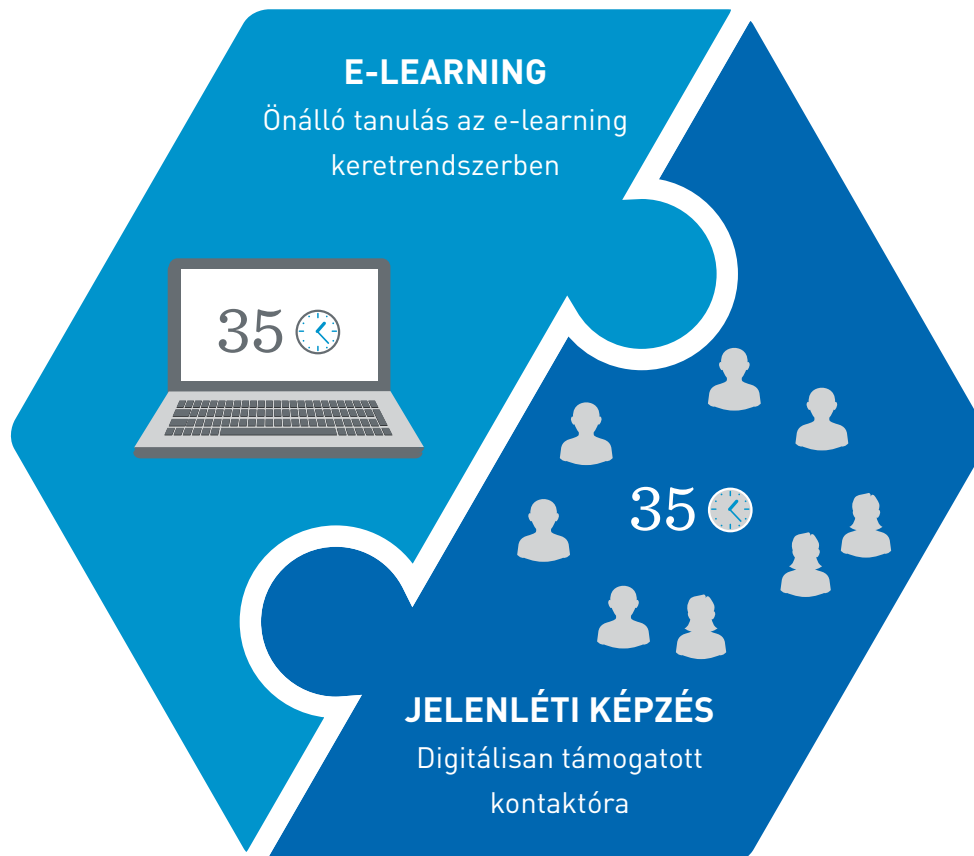 E-LEARNING
Önálló tanulás az e-learning
keretrendszerben
35
35
JELENLÉTI KÉPZÉS
Digitálisan támogatott
kontaktóra